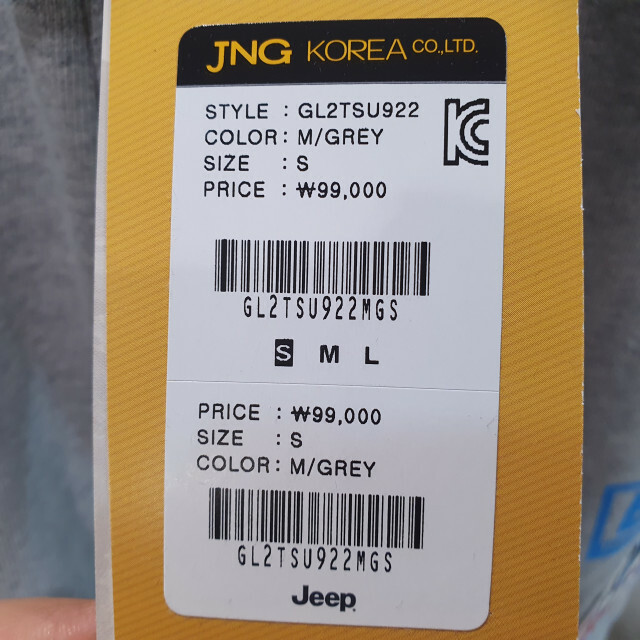 JNG KOREA CO.,LTD.
STYLE : GL2TSU922
COLOR : M/GREY
SIZE : S
PRICE : ₩99,000
GL2TSU922MGS
S M L
PRICE : ₩99,000
SIZE : S
COLOR : M/GREY
GL2TSU922MGS
Jeep